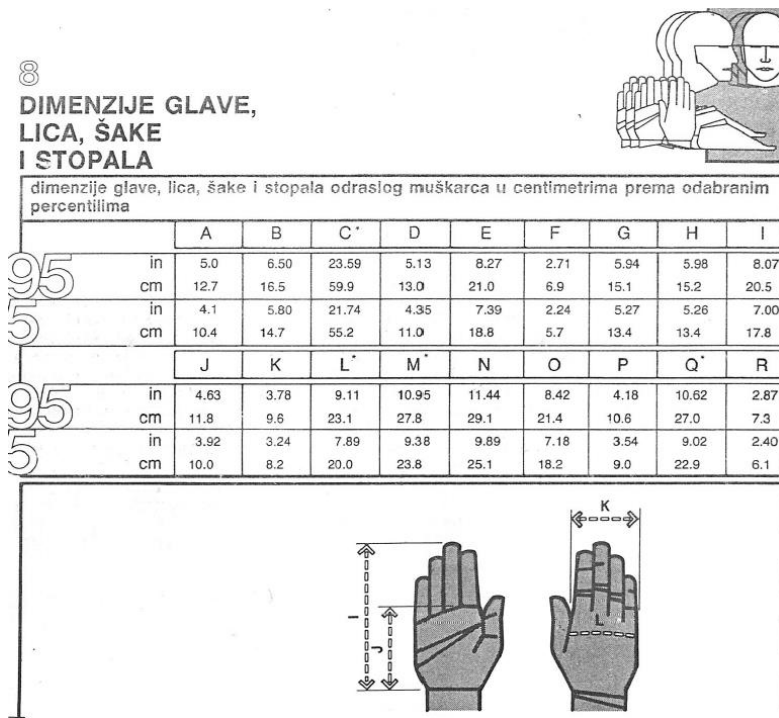 8
DIMENZIJE GLAVE,
LICA, ŠAKE
I STOPALA
dimenzije glave, lica, šake i stopala odraslog muškarca u centimetrima prema odabranim
percentilima
A B C* D E F G H I
95 in 5.0 6.50 23.59 5.13 8.27 2.71 5.94 5.98 8.07
cm 12.7 16.5 59.9 13.0 21.0 6.9 15.1 15.2 20.5
5 in 4.1 5.80 21.74 4.35 7.39 2.24 5.27 5.26 7.00
cm 10.4 14.7 55.2 11.0 18.8 5.7 13.4 13.4 17.8
J K L* M* N O P Q* R
95 in 4.63 3.78 9.11 10.95 11.44 8.42 4.18 10.62 2.87
cm 11.8 9.6 23.1 27.8 29.1 21.4 10.6 27.0 7.3
5 in 3.92 3.24 7.89 9.38 9.89 7.18 3.54 9.02 2.40
cm 10.0 8.2 20.0 23.8 25.1 18.2 9.0 22.9 6.1
K
I
J
L